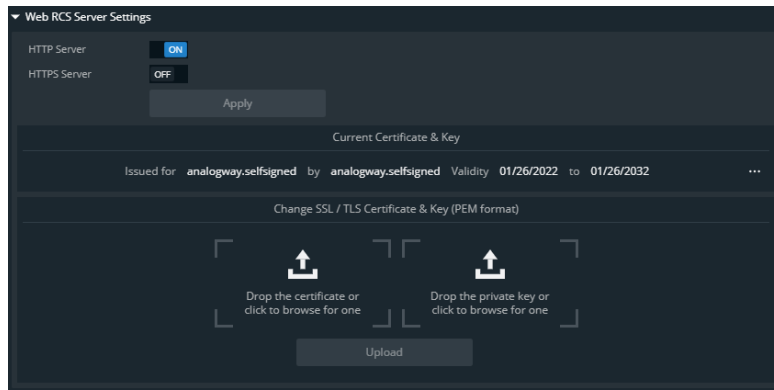 Web RCS Server Settings
HTTP Server ON
HTTPS Server OFF
Apply
Current Certificate & Key
Issued for analogway.selfsigned by analogway.selfsigned Validity 01/26/2022 to 01/26/2032 ...
Change SSL / TLS Certificate & Key (PEM format)
Drop the certificate or
click to browse for one
Drop the private key or
click to browse for one
Upload